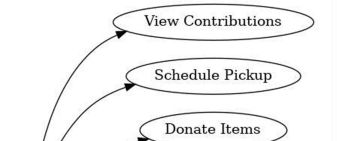 View Contributions
Schedule Pickup
Donate Items